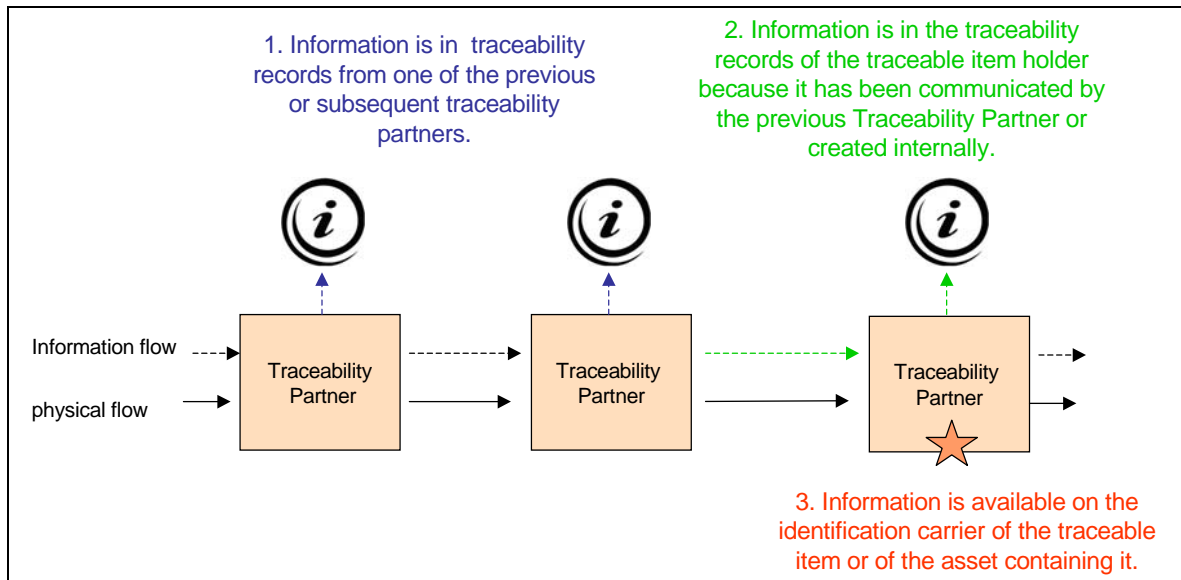 1. Information is in traceability
records from one of the previous
or subsequent traceability
partners.
2. Information is in the traceability
records of the traceable item holder
because it has been communicated by
the previous Traceability Partner or
created internally.
i
i
i
Information flow
physical flow
Traceability
Partner
Traceability
Partner
Traceability
Partner
3. Information is available on the
identification carrier of the traceable
item or of the asset containing it.